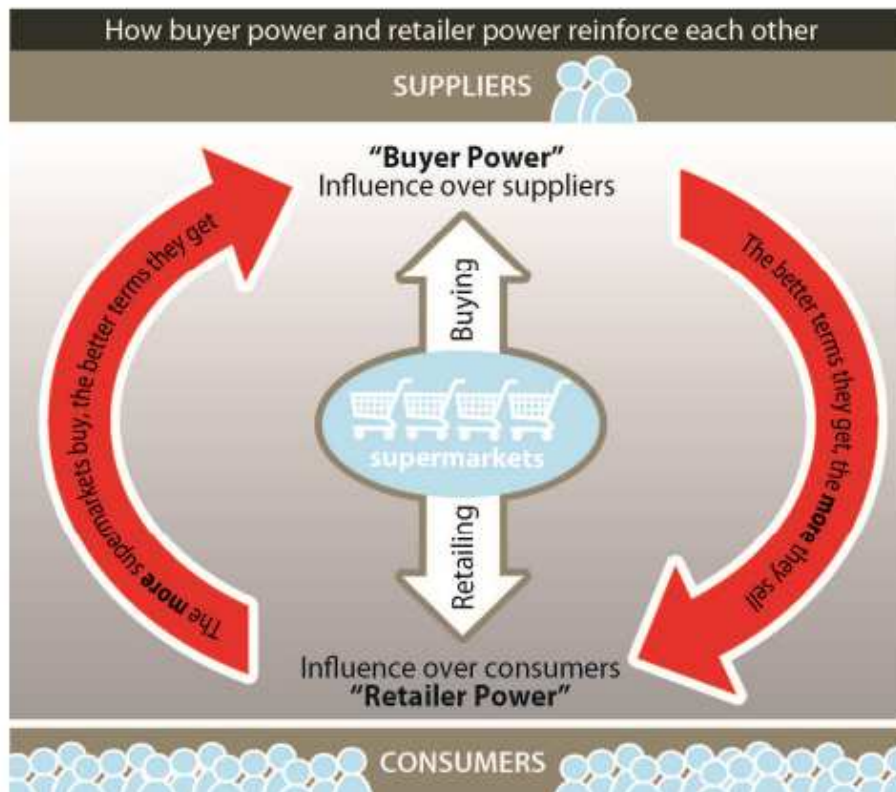 How buyer power and retailer power reinforce each other
SUPPLIERS
“Buyer Power”
Influence over suppliers
The more supermarkets buy, the better terms they get
The better terms they get, the more they sell
Buying
supermarkets
Retailing
Influence over consumers
“Retailer Power”
CONSUMERS